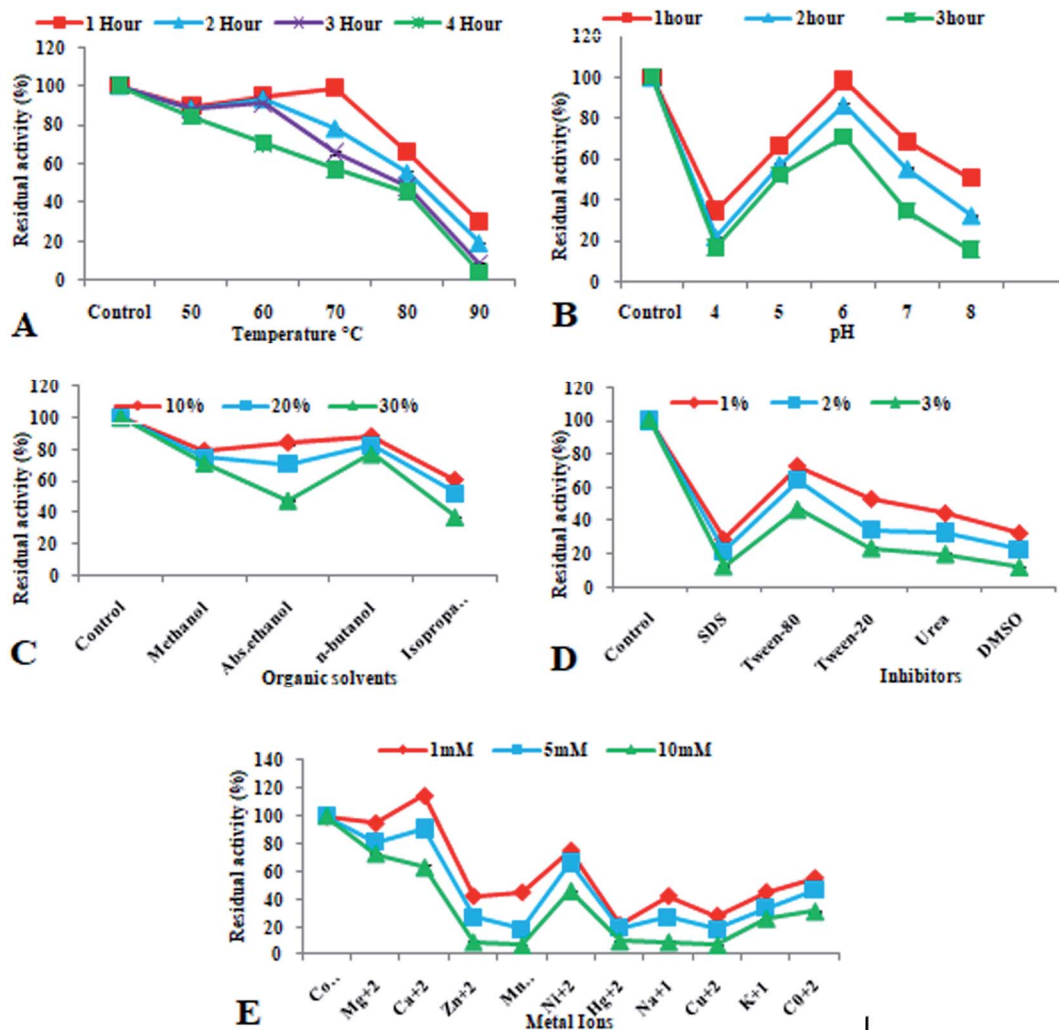 1 Hour 2 Hour 3 Hour 4 Hour
120
100
80
60
40
20
0
Residual activity (%)
Control 50 60 70 80 90
Temperature °C
A
1hour 2hour 3hour
120
100
80
60
40
20
0
Residual activity(%)
Control 4 5 6 7 8
pH
B
10% 20% 30%
120
100
80
60
40
20
0
Residual activity (%)
Control Methanol Abs.ethanol n-butanol Isopropa..
Organic solvents
C
1% 2% 3%
120
100
80
60
40
20
0
Residual activity (%)
Control SDS Tween-80 Tween-20 Urea DMSO
Inhibitors
D
1mM 5mM 10mM
140
120
100
80
60
40
20
0
Residual activity (%)
Co.. Mg+2 Ca+2 Zn+2 Mn.. Ni+2 Hg+2 Na+1 Cu+2 K+1 C0+2
Metal Ions
E